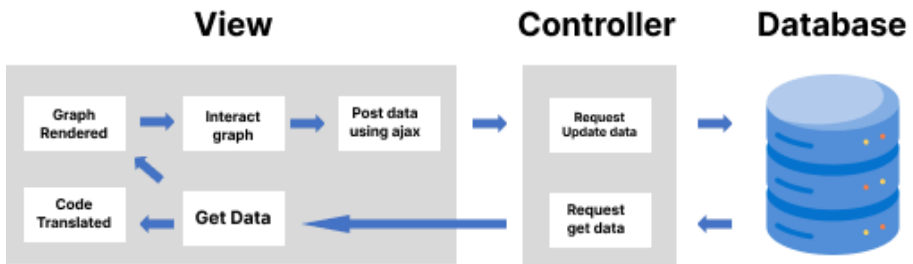 View
Controller
Database
Graph
Rendered
Interact
graph
Post data
using ajax
Request
Update data
Code
Translated
Get Data
Request
get data